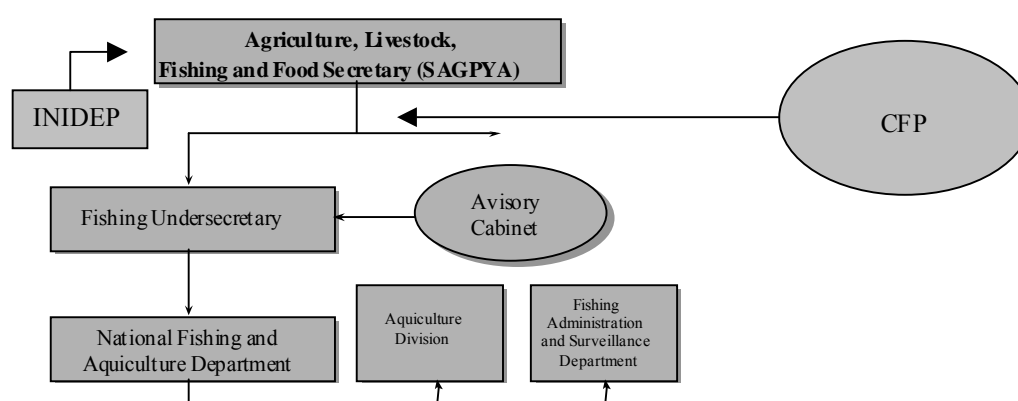 Agriculture, Livestock,
Fishing and Food Secretary (SAGPYA)
INIDEP
CFP
Fishing Undersecretary
Avisory
Cabinet
National Fishing and
Aquiculture Department
Aquiculture
Division
Fishing
Administration
and Surveillance
Department